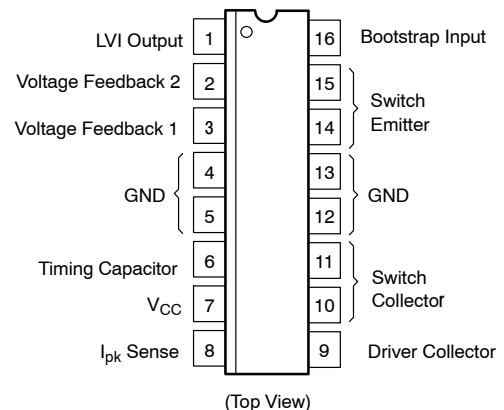 LVI Output 1 16 Bootstrap Input
Voltage Feedback 2 2 15
Switch
Emitter
Voltage Feedback 1 3 14
4 13
GND GND
5 12
Timing Capacitor 6 11
Switch
Collector
VCC 7 10
Ipk Sense 8 9 Driver Collector
(Top View)